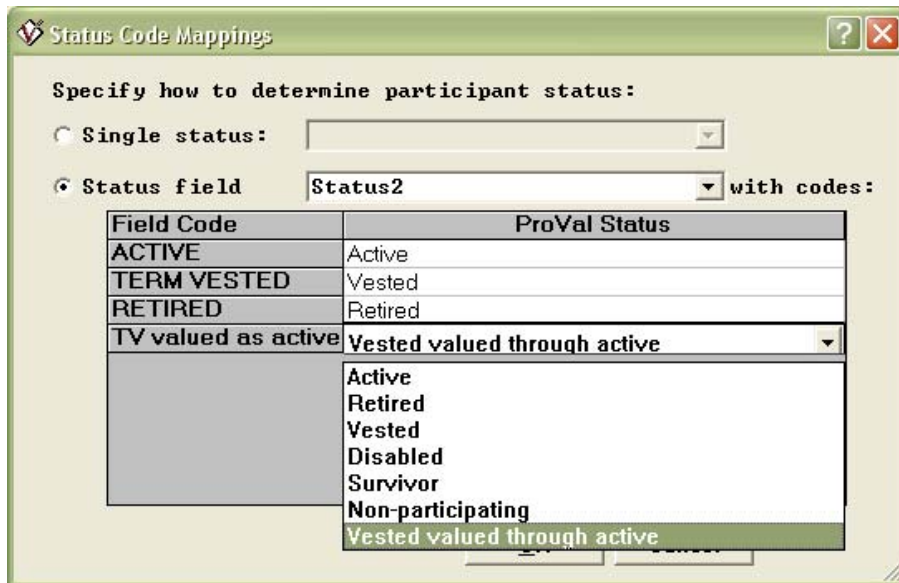 Status Code Mappings
Specify how to determine participant status:
Single status:
Status field Status2 with codes:
Field Code ProVal Status
ACTIVE Active
TERM VESTED Vested
RETIRED Retired
TV valued as active Vested valued through active
Active
Retired
Vested
Disabled
Survivor
Non-participating
Vested valued through active